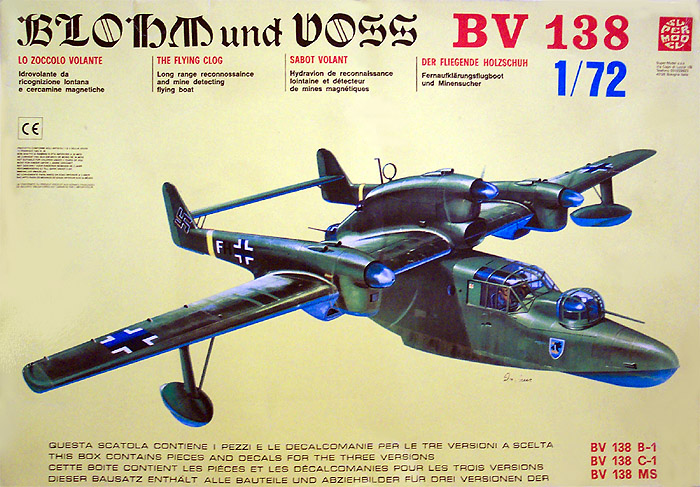 BLOHM und VOSS BV 138
SUPER MODEL
LO ZOCCOLO VOLANTE
Idrovolante da
ricognizione lontana
e cercamine magnetiche
THE FLYING CLOG
Long range reconnossaince
and mine detecting
flying boat
SABOT VOLANT
Hydravion de reconnaissance
lointaine et détecteur
de mines magnétiques
DER FLIEGENDE HOLZSCHUH
Fernaufklärungsflugboot
und Minensucher
1/72
CE
F
QUESTA SCATOLA CONTIENE I PEZZI E LE DECALCOMANIE PER LE TRE VERSIONI A SCELTA
THIS BOX CONTAINS PIECES AND DECALS FOR THE THREE VERSIONS
CETTE BOITE CONTIENT LES PIÉCES ET LES DÉCALCOMANIES POUR LES TROIS VERSIONS
DIESER BAUSATZ ENTHÄLT ALLE BAUTEILE UND ABZIEHBILDER FÜR DREI VERSIONEN DER
BV 138 B-1
BV 138 C-1
BV 138 MS